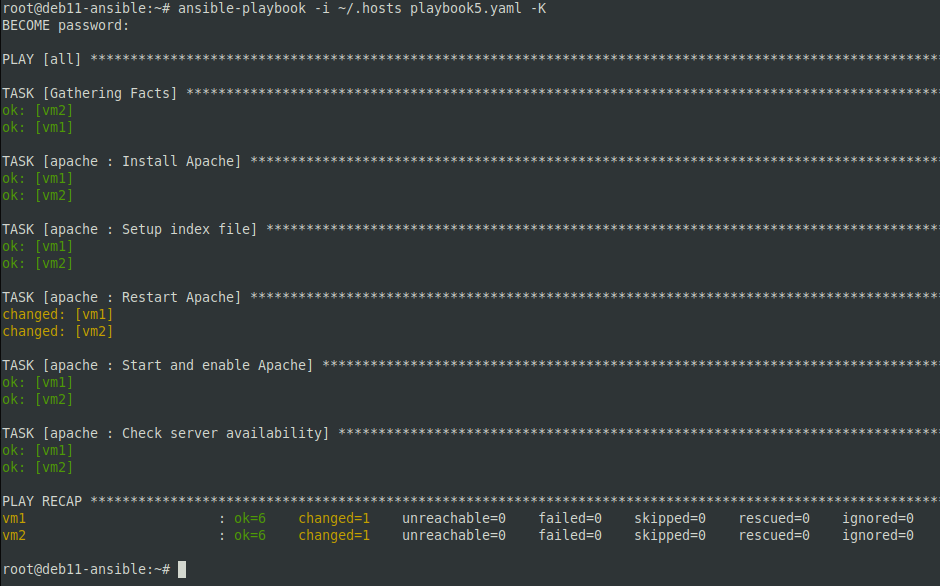 root@deb11-ansible:~# ansible-playbook -i ~/.hosts playbook5.yaml -K
BECOME password:
PLAY [all] **********************************************************************************************************
TASK [Gathering Facts] **********************************************************************************************
ok: [vm2]
ok: [vm1]
TASK [apache : Install Apache] **************************************************************************************
ok: [vm1]
ok: [vm2]
TASK [apache : Setup index file] ************************************************************************************
ok: [vm1]
ok: [vm2]
TASK [apache : Restart Apache] **************************************************************************************
changed: [vm1]
changed: [vm2]
TASK [apache : Start and enable Apache] *****************************************************************************
ok: [vm1]
ok: [vm2]
TASK [apache : Check server availability] ***************************************************************************
ok: [vm1]
ok: [vm2]
PLAY RECAP **********************************************************************************************************
vm1                        : ok=6    changed=1    unreachable=0    failed=0    skipped=0    rescued=0    ignored=0
vm2                        : ok=6    changed=1    unreachable=0    failed=0    skipped=0    rescued=0    ignored=0
root@deb11-ansible:~#